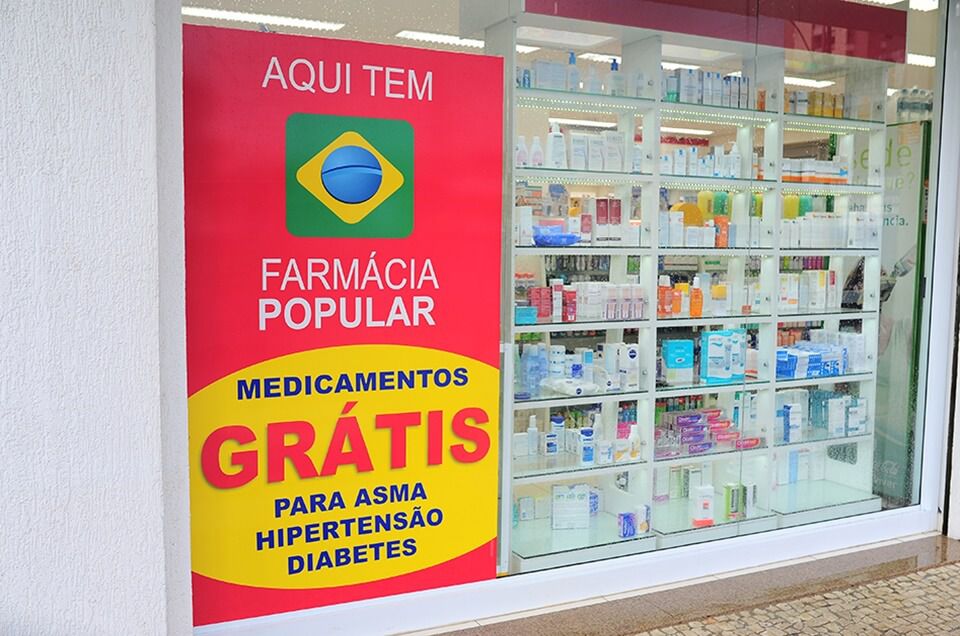 AQUI TEM
FARMÁCIA
POPULAR
MEDICAMENTOS
GRÁTIS
PARA ASMA
HIPERTENSÃO
DIABETES